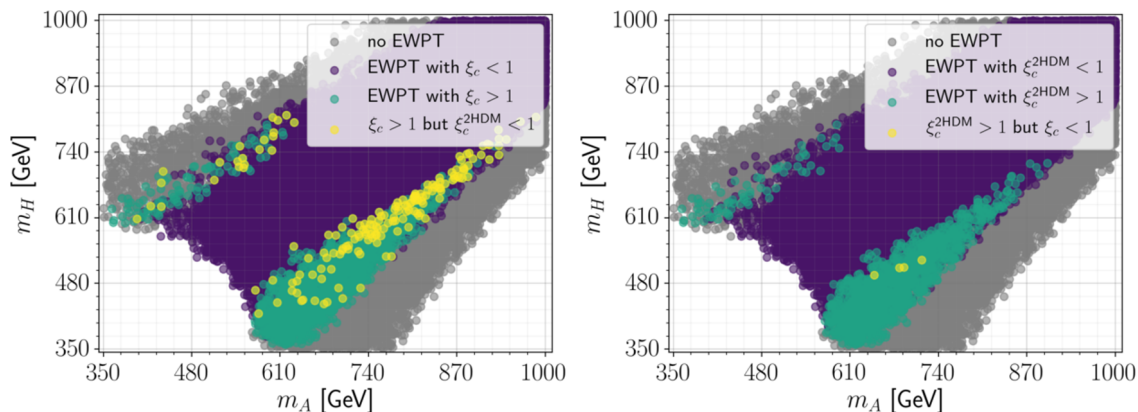 1000
870
740
610
480
350
m_H [GeV]
350 480 610 740 870 1000
m_A [GeV]
no EWPT
EWPT with ξ_c < 1
EWPT with ξ_c > 1
ξ_c > 1 but ξ_c^2HDM < 1
1000
870
740
610
480
350
m_H [GeV]
350 480 610 740 870 1000
m_A [GeV]
no EWPT
EWPT with ξ_c^2HDM < 1
EWPT with ξ_c^2HDM > 1
ξ_c^2HDM > 1 but ξ_c < 1